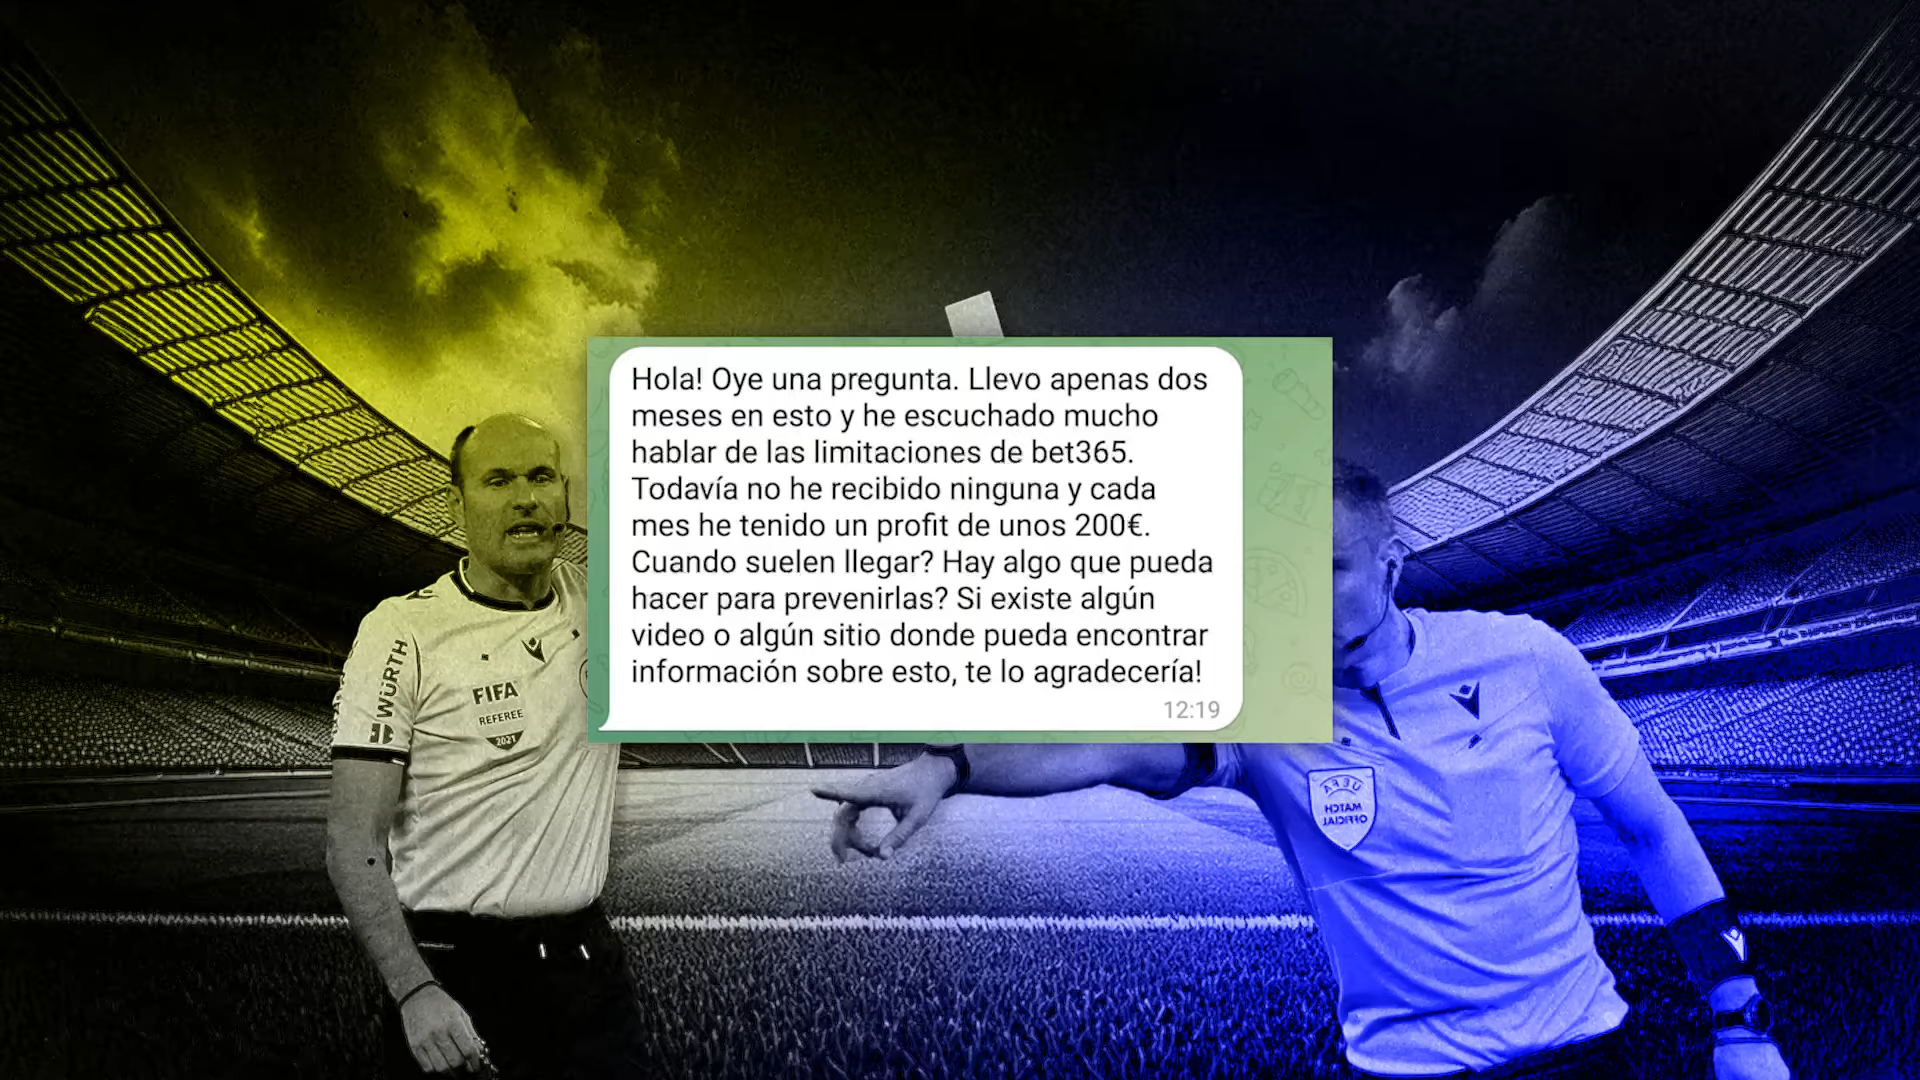 Hola! Oye una pregunta. Llevo apenas dos
meses en esto y he escuchado mucho
hablar de las limitaciones de bet365.
Todavía no he recibido ninguna y cada
mes he tenido un profit de unos 200€.
Cuando suelen llegar? Hay algo que pueda
hacer para prevenirlas? Si existe algún
video o algún sitio donde pueda encontrar
información sobre esto, te lo agradecería!
12:19
WÜRTH
FIFA
REFEREE
2021
UEFA
MATCH
OFFICIAL